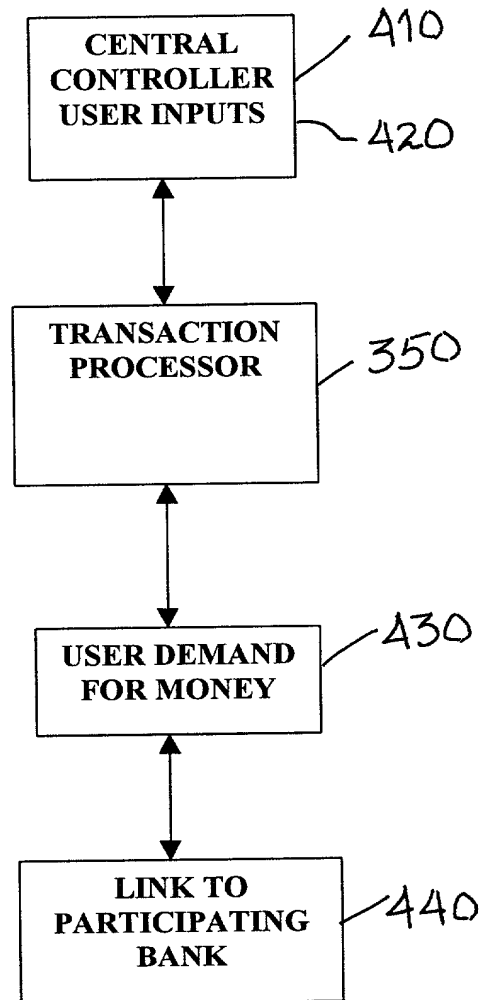 CENTRAL
CONTROLLER
USER INPUTS
410
420
TRANSACTION
PROCESSOR
350
USER DEMAND
FOR MONEY
430
LINK TO
PARTICIPATING
BANK
440